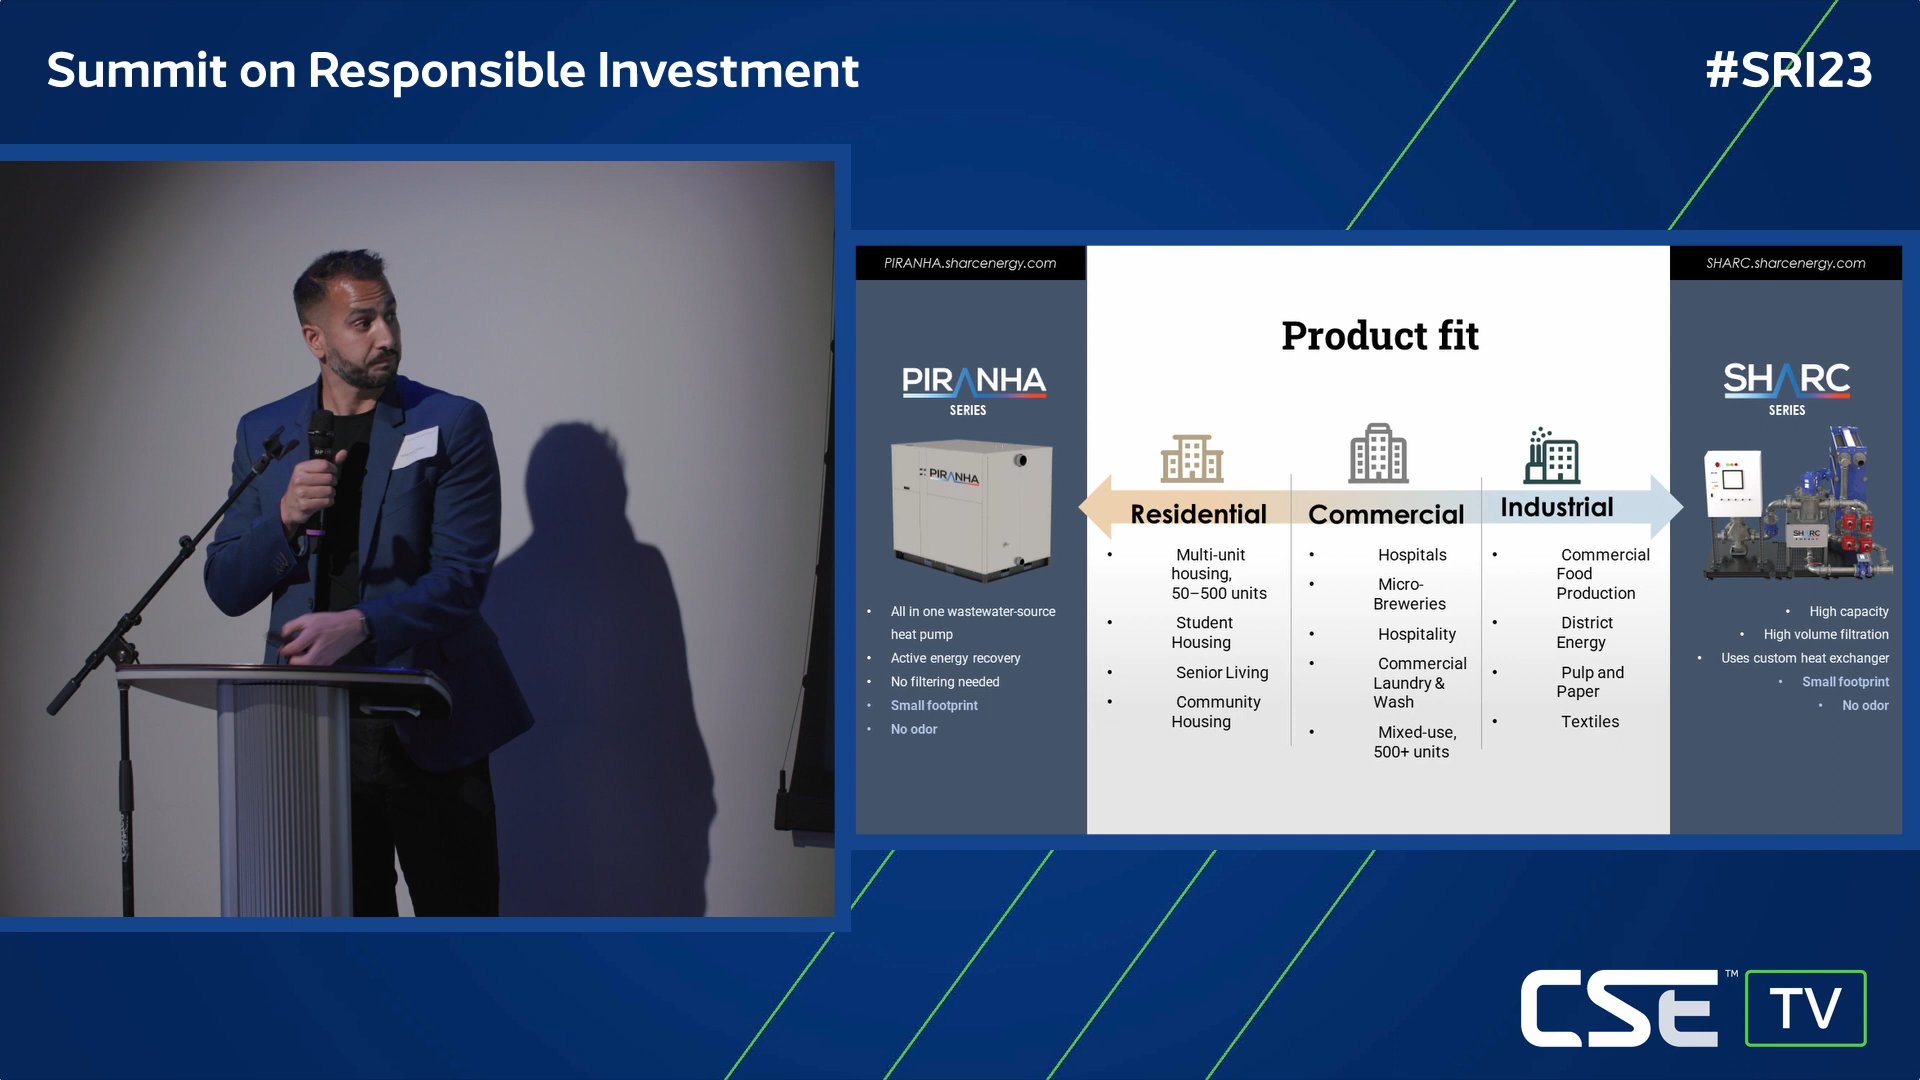 Summit on Responsible Investment
#SRI23
PIRANHA.sharcenergy.com
PIRANHA
SERIES
PIRANHA
• All in one wastewater-source
heat pump
• Active energy recovery
• No filtering needed
• Small footprint
• No odor
Product fit
Residential
• Multi-unit
housing,
50–500 units
• Student
Housing
• Senior Living
• Community
Housing
Commercial
• Hospitals
• Micro-
Breweries
• Hospitality
• Commercial
Laundry &
Wash
• Mixed-use,
500+ units
Industrial
• Commercial
Food
Production
• District
Energy
• Pulp and
Paper
• Textiles
SHARC.sharcenergy.com
SHARC
SERIES
SHARC
• High capacity
• High volume filtration
• Uses custom heat exchanger
• Small footprint
• No odor
CSE™ TV